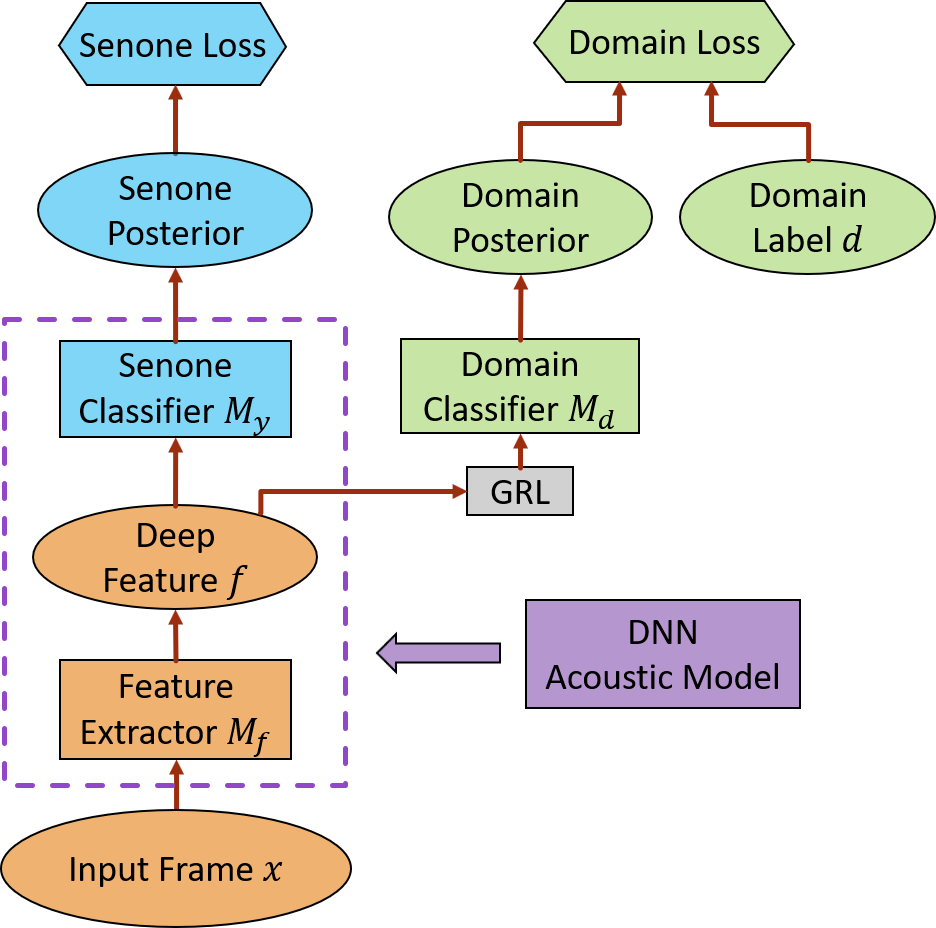 Senone Loss
Domain Loss
Senone
Posterior
Domain
Posterior
Domain
Label d
Senone
Classifier M_y
Domain
Classifier M_d
GRL
Deep
Feature f
DNN
Acoustic Model
Feature
Extractor M_f
Input Frame x